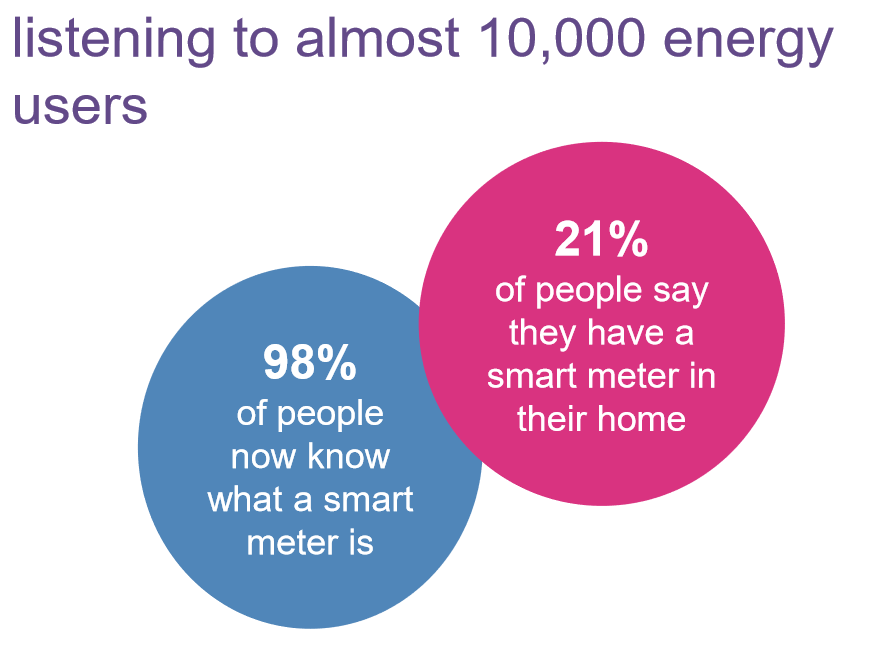 listening to almost 10,000 energy
users
21%
of people say
they have a
smart meter in
their home
98%
of people
now know
what a smart
meter is